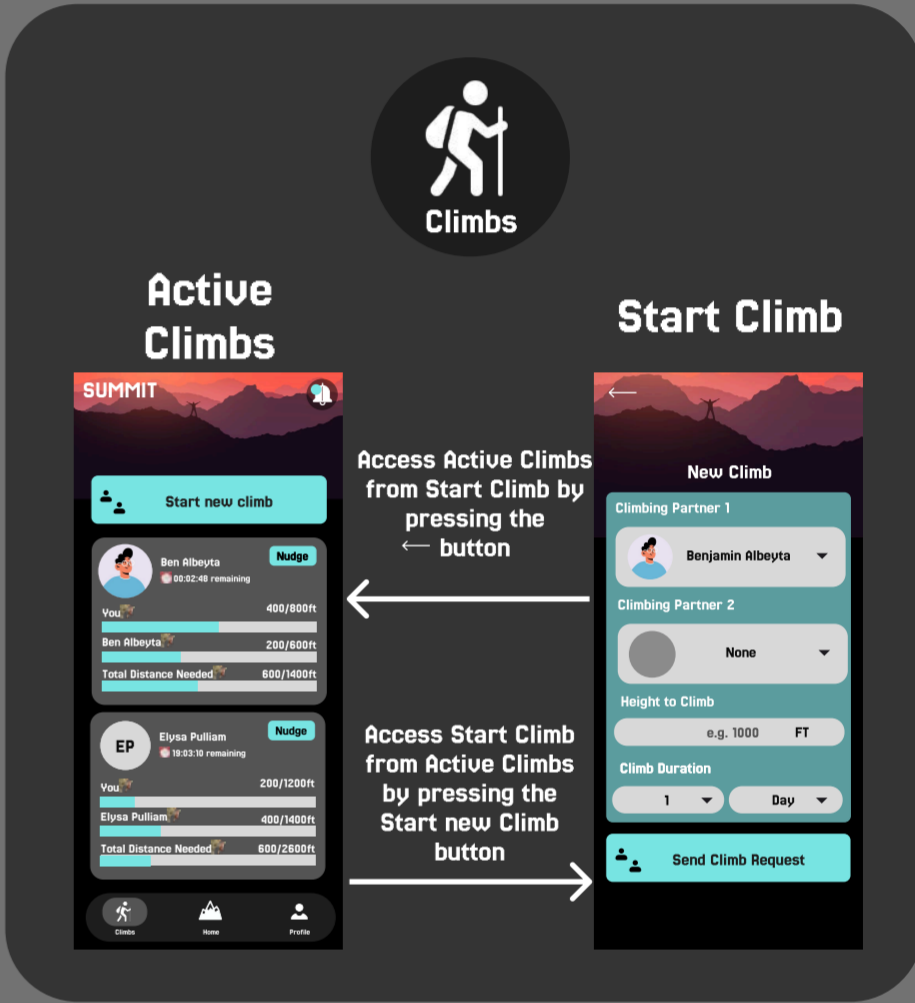 Climbs
Active
Climbs
SUMMIT
Start new climb
Ben Albeyta
Nudge
00:02:48 remaining
You
400/800ft
Ben Albeyta
200/600ft
Total Distance Needed
600/1400ft
EP
Elysa Pulliam
Nudge
19:03:10 remaining
You
200/1200ft
Elysa Pulliam
400/1400ft
Total Distance Needed
600/2600ft
Climbs
Home
Profile
Access Active Climbs
from Start Climb by
pressing the
← button
Access Start Climb
from Active Climbs
by pressing the
Start new Climb
button
Start Climb
←
New Climb
Climbing Partner 1
Benjamin Albeyta
Climbing Partner 2
None
Height to Climb
e.g. 1000 FT
Climb Duration
1 Day
Send Climb Request